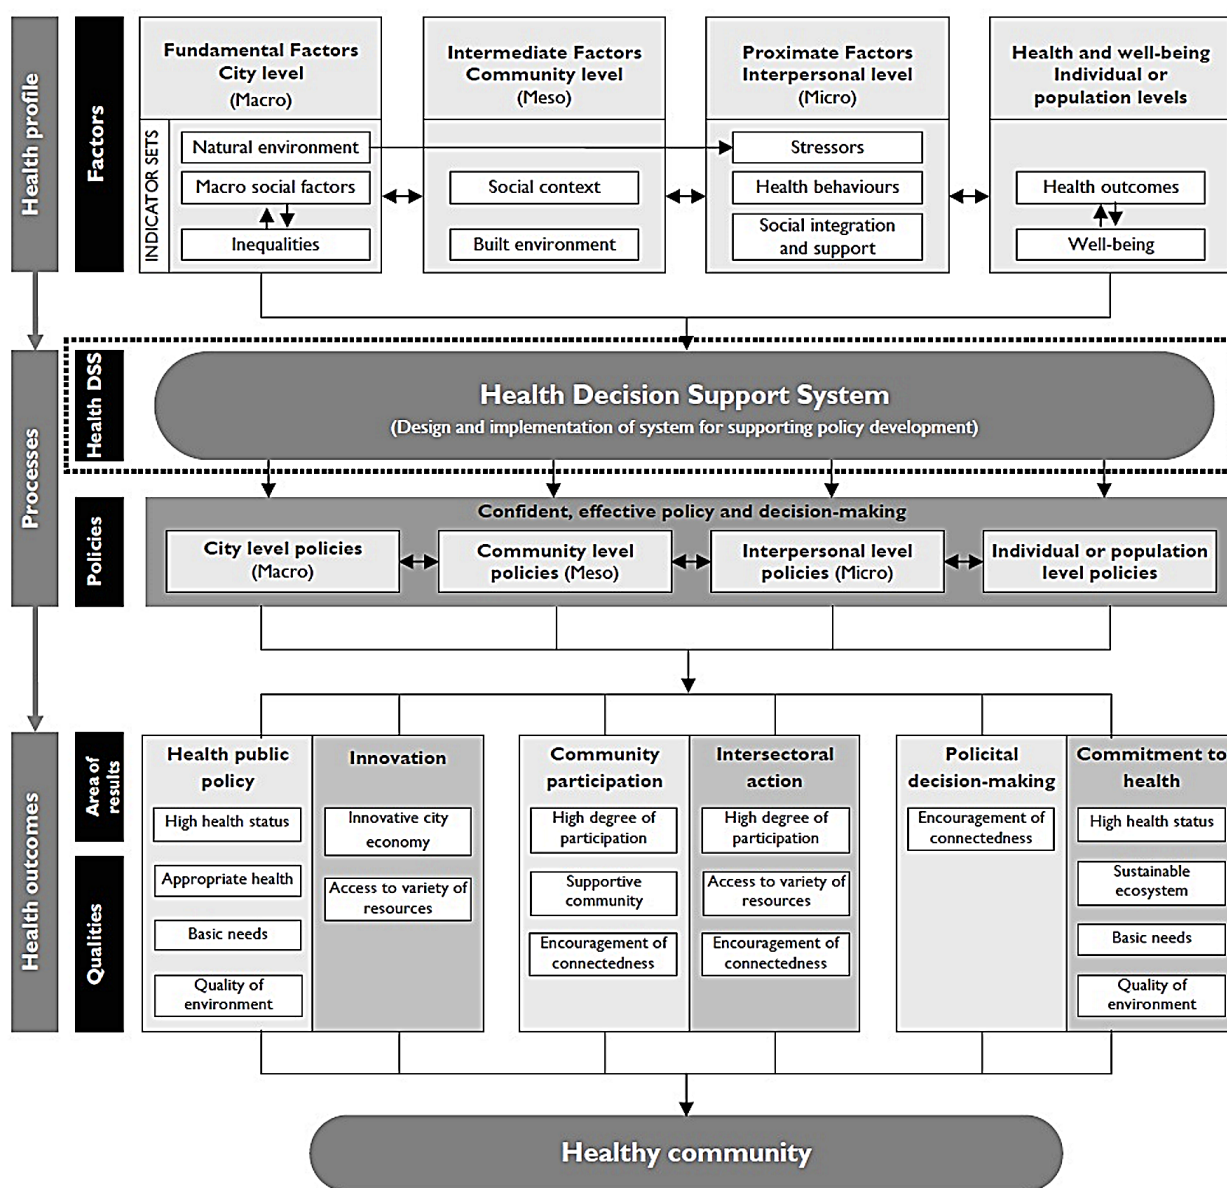 Health profile
Factors
Fundamental Factors
City level
(Macro)
Intermediate Factors
Community level
(Meso)
Proximate Factors
Interpersonal level
(Micro)
Health and well-being
Individual or
population levels
INDICATOR SETS
Natural environment
Macro social factors
Inequalities
Social context
Built environment
Stressors
Health behaviours
Social integration
and support
Health outcomes
Well-being
Processes
Health DSS
Health Decision Support System
(Design and implementation of system for supporting policy development)
Policies
Confident, effective policy and decision-making
City level policies
(Macro)
Community level
policies (Meso)
Interpersonal level
policies (Micro)
Individual or population
level policies
Health outcomes
Area of
results
Qualities
Health public
policy
High health status
Appropriate health
Basic needs
Quality of
environment
Innovation
Innovative city
economy
Access to variety of
resources
Community
participation
High degree of
participation
Supportive
community
Encouragement of
connectedness
Intersectoral
action
High degree of
participation
Access to variety of
resources
Encouragement of
connectedness
Policital
decision-making
Encouragement of
connectedness
Commitment to
health
High health status
Sustainable
ecosystem
Basic needs
Quality of
environment
Healthy community